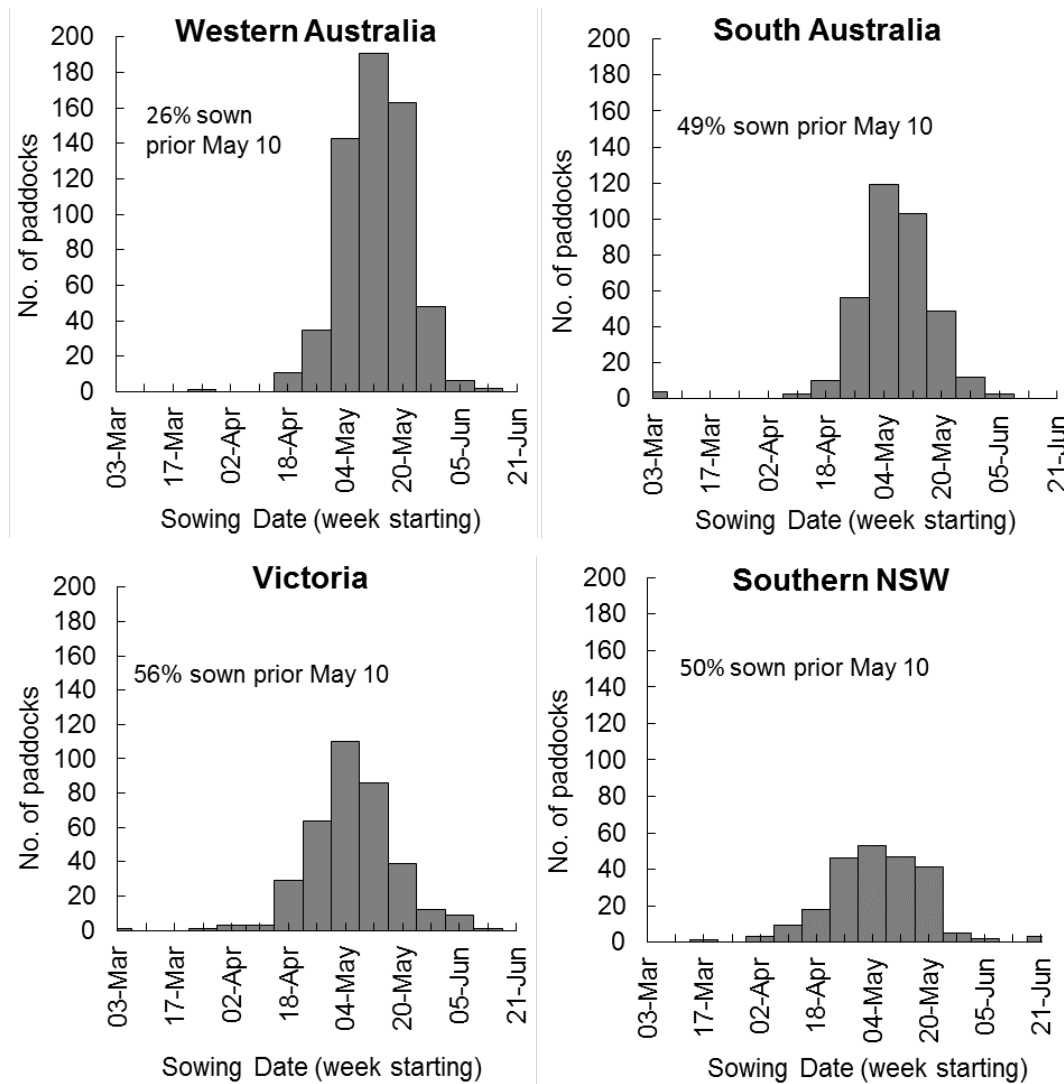 Western Australia
26% sown
prior May 10
No. of paddocks
200
180
160
140
120
100
80
60
40
20
0
03-Mar
17-Mar
02-Apr
18-Apr
04-May
20-May
05-Jun
21-Jun
Sowing Date (week starting)
South Australia
49% sown prior May 10
No. of paddocks
200
180
160
140
120
100
80
60
40
20
0
03-Mar
17-Mar
02-Apr
18-Apr
04-May
20-May
05-Jun
21-Jun
Sowing Date (week starting)
Victoria
56% sown prior May 10
No. of paddocks
200
180
160
140
120
100
80
60
40
20
0
03-Mar
17-Mar
02-Apr
18-Apr
04-May
20-May
05-Jun
21-Jun
Sowing Date (week starting)
Southern NSW
50% sown prior May 10
No. of paddocks
200
180
160
140
120
100
80
60
40
20
0
03-Mar
17-Mar
02-Apr
18-Apr
04-May
20-May
05-Jun
21-Jun
Sowing Date (week starting)